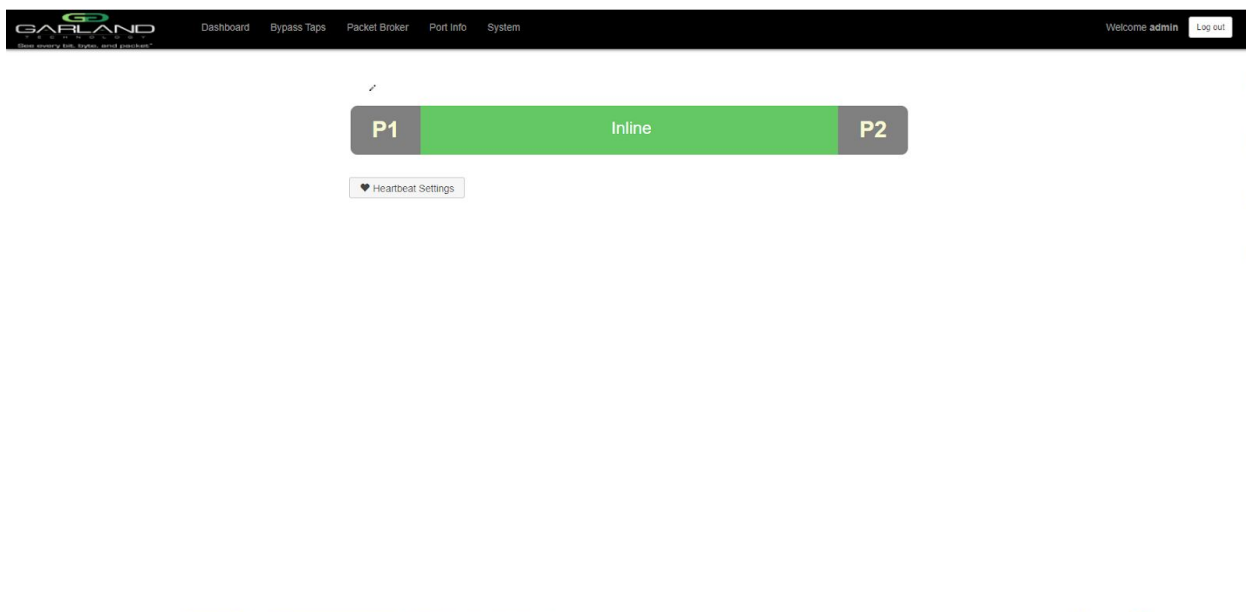 GARLAND
TECHNOLOGY
See every bit, byte, and packet®
Dashboard Bypass Taps Packet Broker Port Info System Welcome admin Log out
P1 Inline P2
Heartbeat Settings